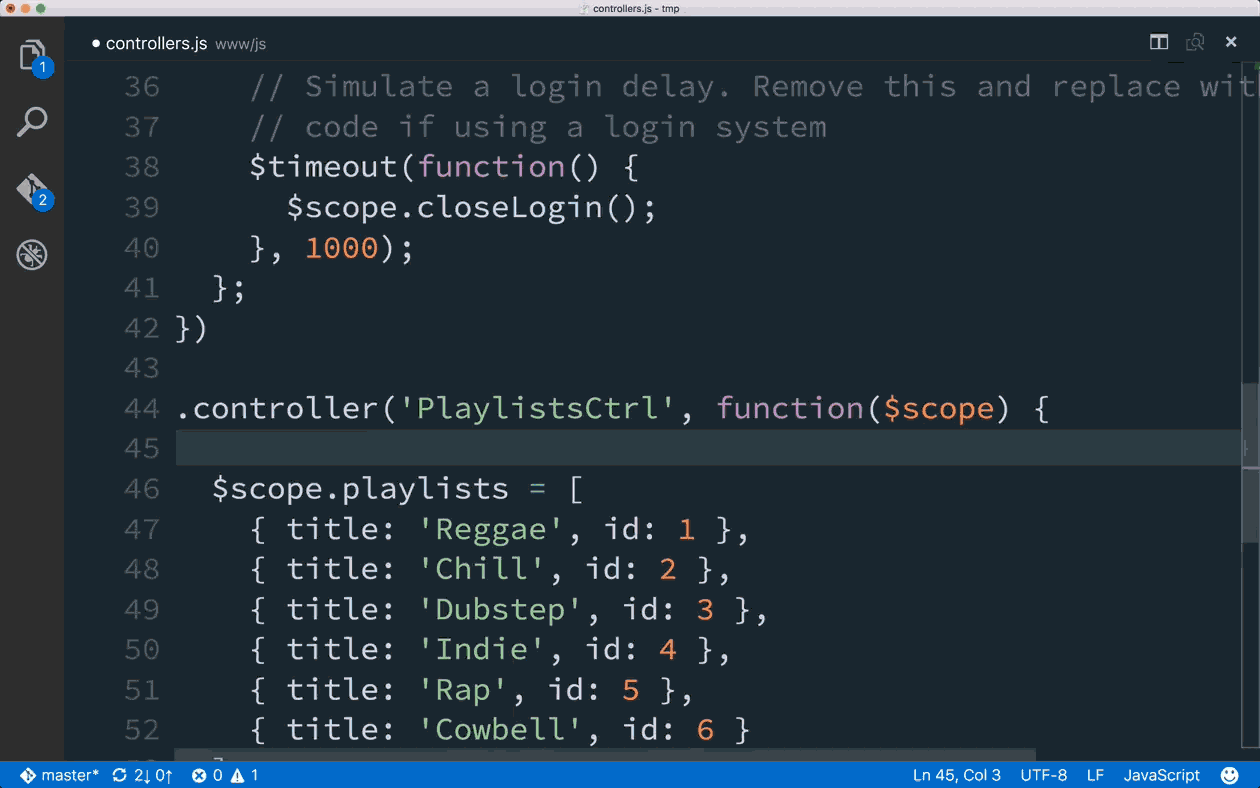 controllers.js - tmp
● controllers.js www/js
1
2
36 // Simulate a login delay. Remove this and replace wit
37 // code if using a login system
38 $timeout(function() {
39 $scope.closeLogin();
40 }, 1000);
41 };
42 })
43
44 .controller('PlaylistsCtrl', function($scope) {
45
46 $scope.playlists = [
47 { title: 'Reggae', id: 1 },
48 { title: 'Chill', id: 2 },
49 { title: 'Dubstep', id: 3 },
50 { title: 'Indie', id: 4 },
51 { title: 'Rap', id: 5 },
52 { title: 'Cowbell', id: 6 }
master* 2↓ 0↑ 0 1 Ln 45, Col 3 UTF-8 LF JavaScript